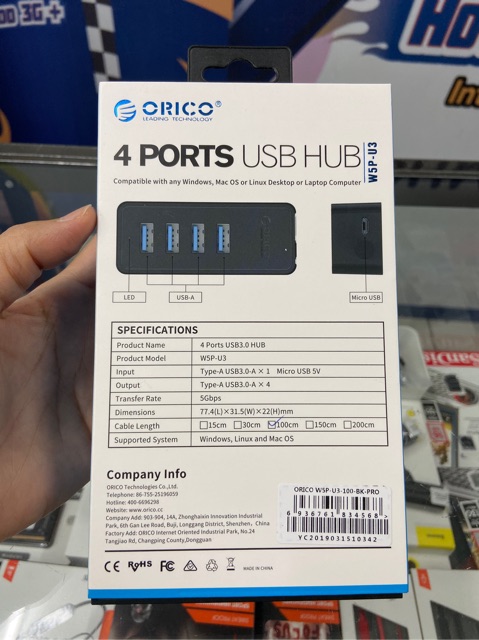 00 3G+
HO
In
ORICO®
LEADING TECHNOLOGY
4 PORTS USB HUB W5P-U3
Compatible with any Windows, Mac OS or Linux Desktop or Laptop Computer
LED
USB-A
Micro USB
SPECIFICATIONS
Product Name 4 Ports USB3.0 HUB
Product Model W5P-U3
Input Type-A USB3.0-A × 1 Micro USB 5V
Output Type-A USB3.0-A × 4
Transfer Rate 5Gbps
Dimensions 77.4(L)×31.5(W)×22(H)mm
Cable Length 15cm 30cm 100cm 150cm 200cm
Supported System Windows, Linux and Mac OS
Company Info
ORICO Technologies Co.,Ltd.
Telephone: 86-755-25196059
Hotline: 400-6696298
Website: www.orico.cc
Company Add: 903-904, 14A, Zhonghaixin Innovation Industrial
Park, 6th Gan Lee Road, Buji, Longgang District, Shenzhen, China
Factory Add: ORICO Internet Oriented Industrial Park, No.24
Tangjiao Rd, Changping County,Dongguan
ORICO W5P-U3-100-BK-PRO
6 936761 834568 >
YC2019031510342
CE RoHS FC MADE IN CHINA
SanDis